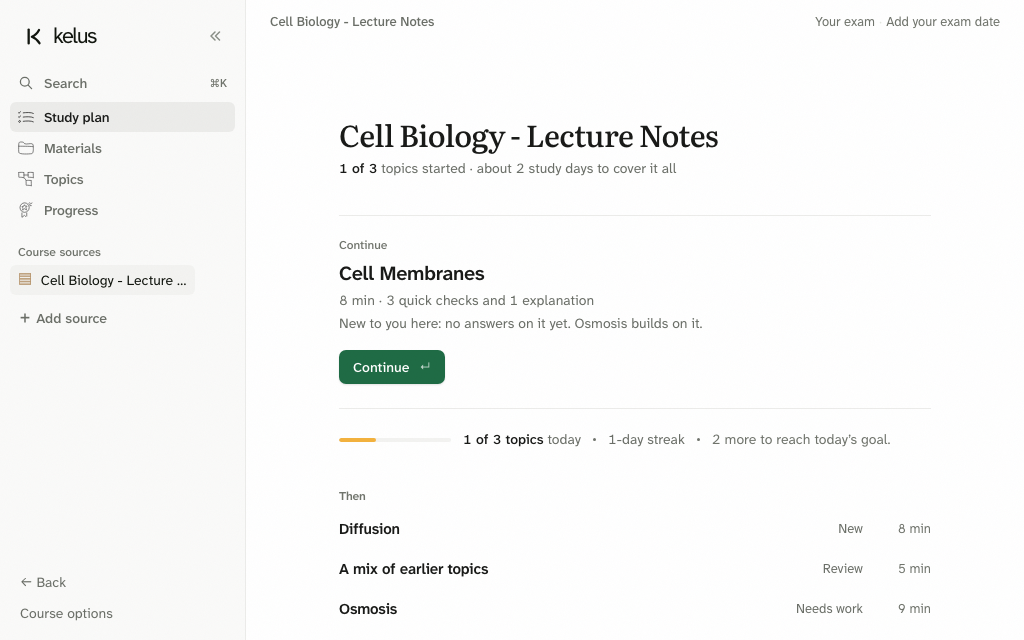 kelus
Search ⌘K
Study plan
Materials
Topics
Progress
Course sources
Cell Biology - Lecture ...
+ Add source
← Back
Course options
Cell Biology - Lecture Notes
Your exam · Add your exam date
Cell Biology - Lecture Notes
1 of 3 topics started · about 2 study days to cover it all
Continue
Cell Membranes
8 min · 3 quick checks and 1 explanation
New to you here: no answers on it yet. Osmosis builds on it.
Continue ↵
1 of 3 topics today • 1-day streak • 2 more to reach today's goal.
Then
Diffusion New 8 min
A mix of earlier topics Review 5 min
Osmosis Needs work 9 min